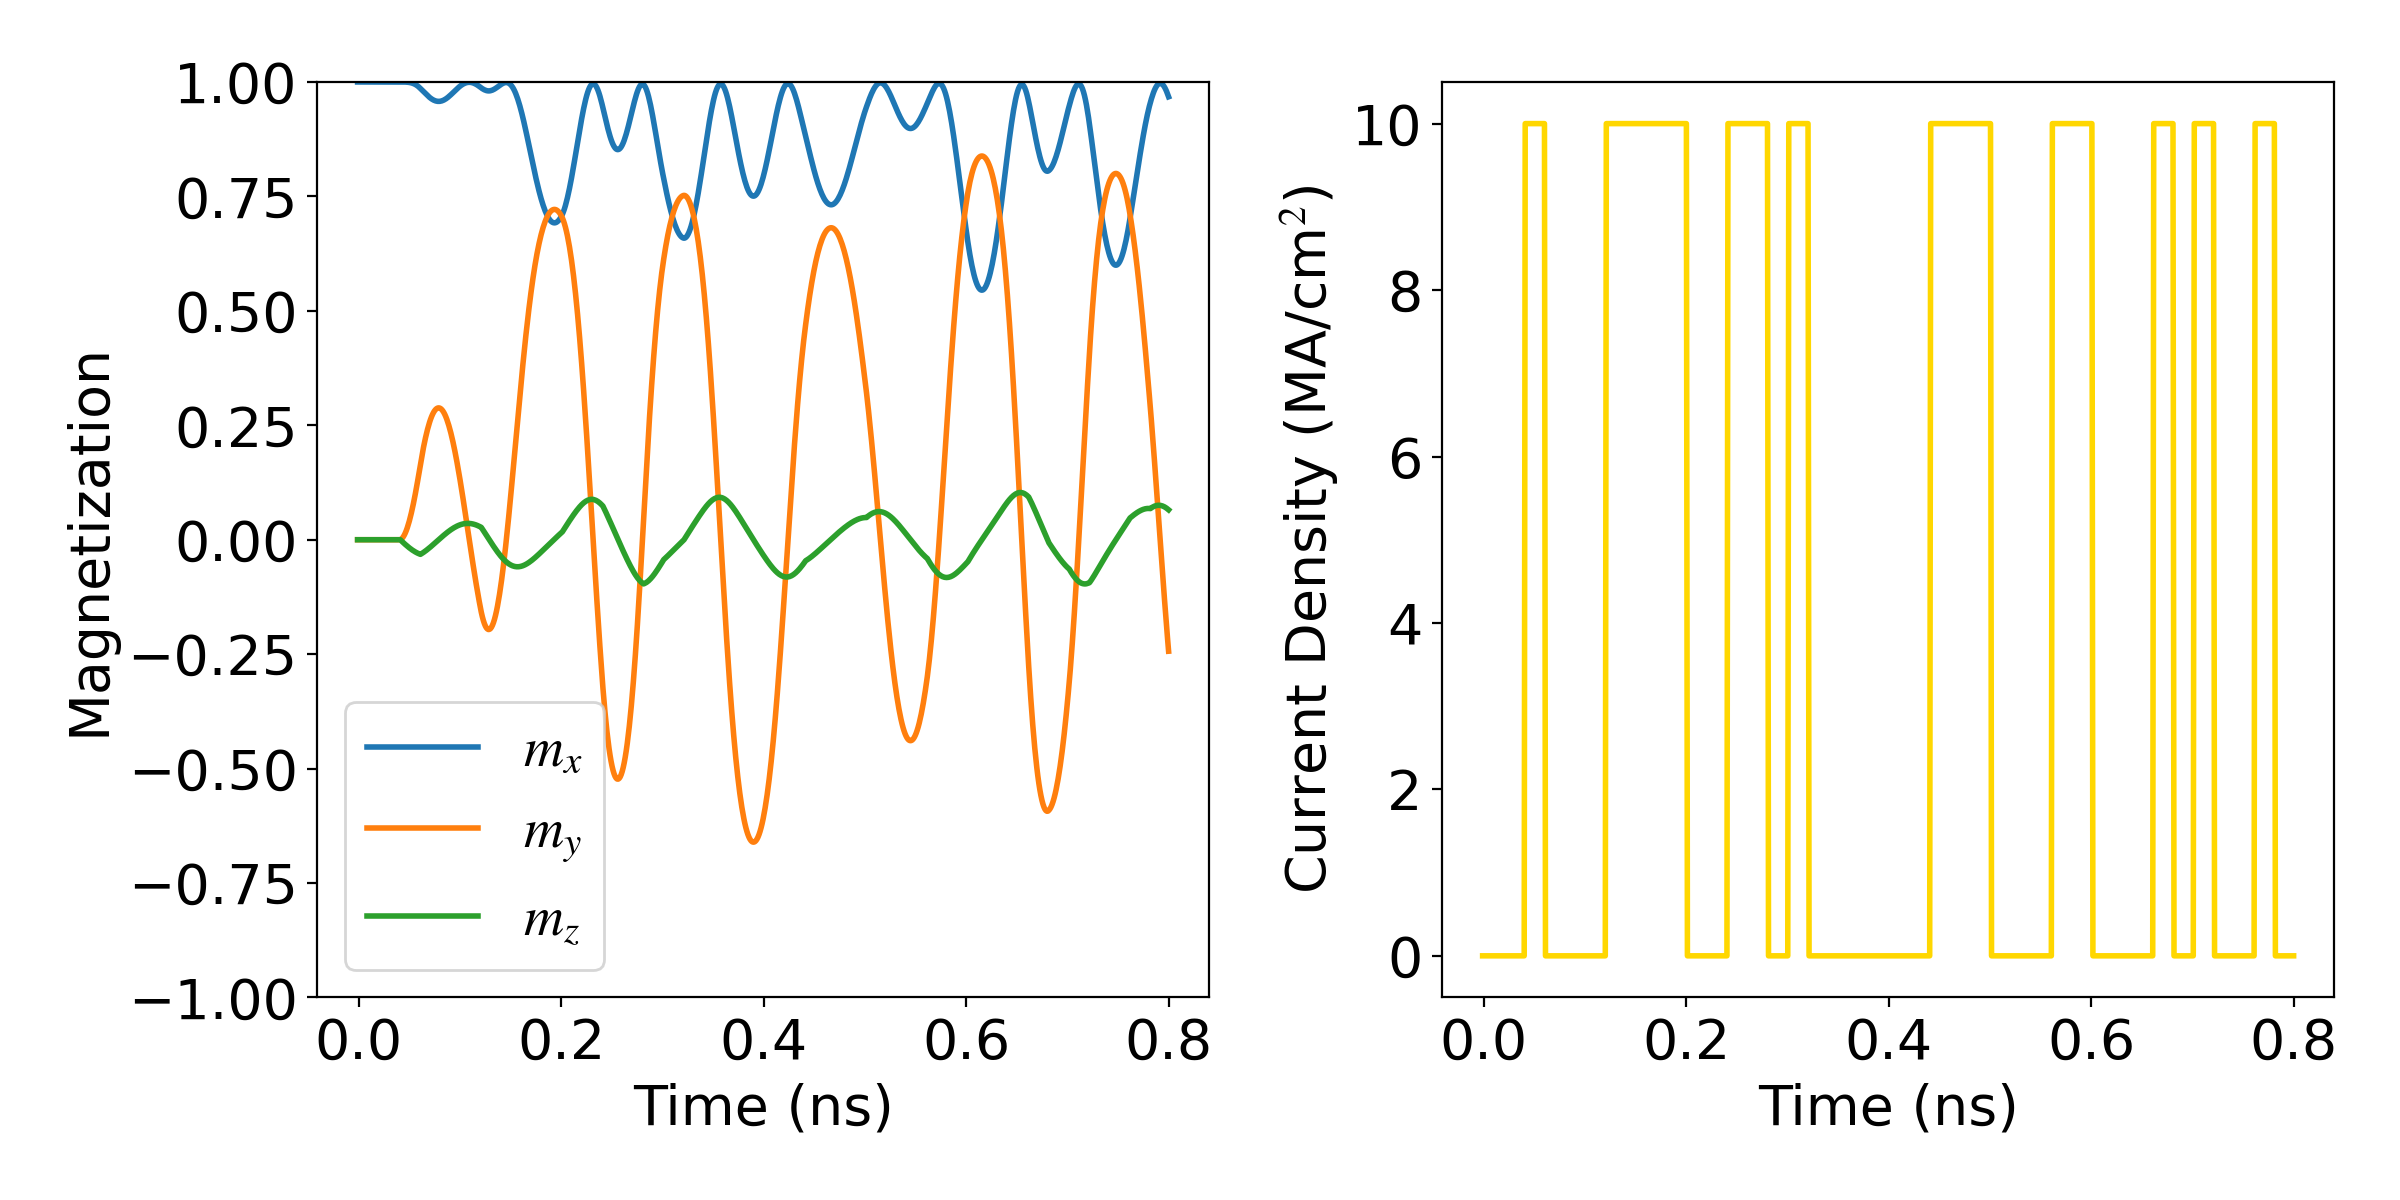 1.00
0.75
0.50
0.25
0.00
−0.25
−0.50
−0.75
−1.00
Magnetization
m_x
m_y
m_z
0.0 0.2 0.4 0.6 0.8
Time (ns)
10
8
6
4
2
0
Current Density (MA/cm²)
0.0 0.2 0.4 0.6 0.8
Time (ns)